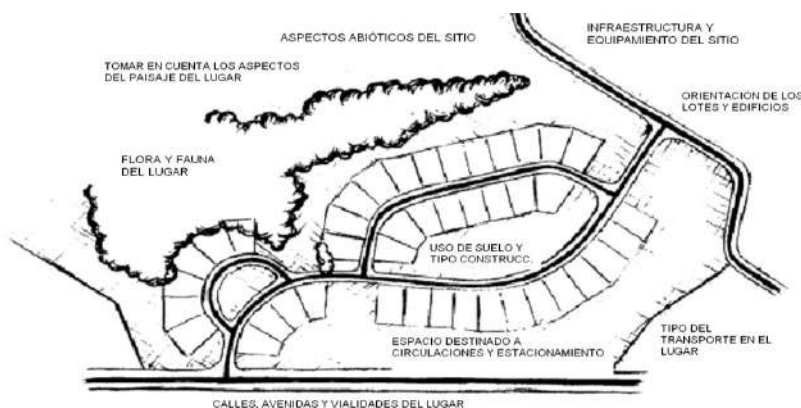 ASPECTOS ABIÓTICOS DEL SITIO
INFRAESTRUCTURA Y
EQUIPAMIENTO DEL SITIO
TOMAR EN CUENTA LOS ASPECTOS
DEL PAISAJE DEL LUGAR
ORIENTACION DE LOS
LOTES Y EDIFICIOS
FLORA Y FAUNA
DEL LUGAR
USO DE SUELO Y
TIPO CONSTRUCC.
ESPACIO DESTINADO A
CIRCULACIONES Y ESTACIONAMIENTO
TIPO DEL
TRANSPORTE EN EL
LUGAR
CALLES, AVENIDAS Y VIALIDADES DEL LUGAR